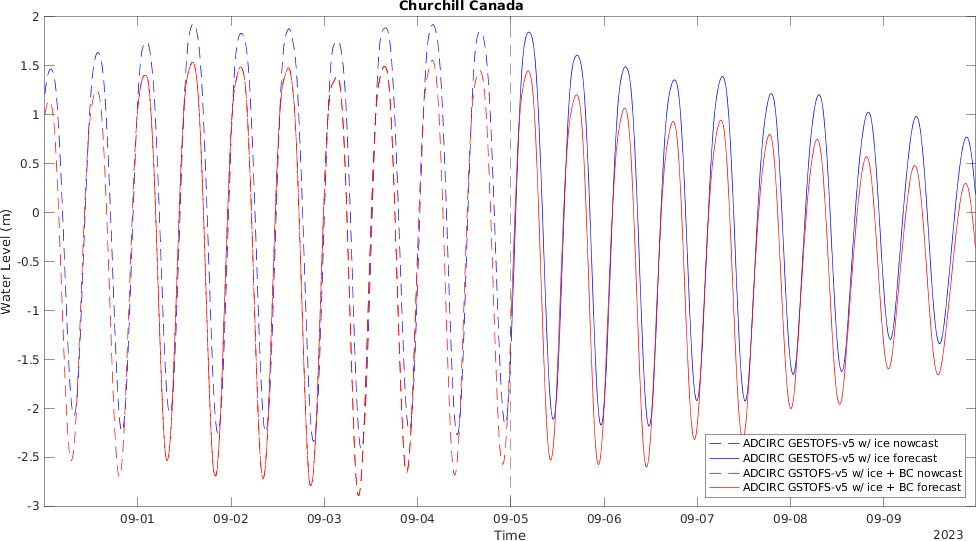 Churchill Canada
2
1.5
1
0.5
0
-0.5
-1
-1.5
-2
-2.5
-3
Water Level (m)
ADCIRC GESTOFS-v5 w/ ice nowcast
ADCIRC GESTOFS-v5 w/ ice forecast
ADCIRC GSTOFS-v5 w/ ice + BC nowcast
ADCIRC GSTOFS-v5 w/ ice + BC forecast
09-01 09-02 09-03 09-04 09-05 09-06 09-07 09-08 09-09
Time
2023